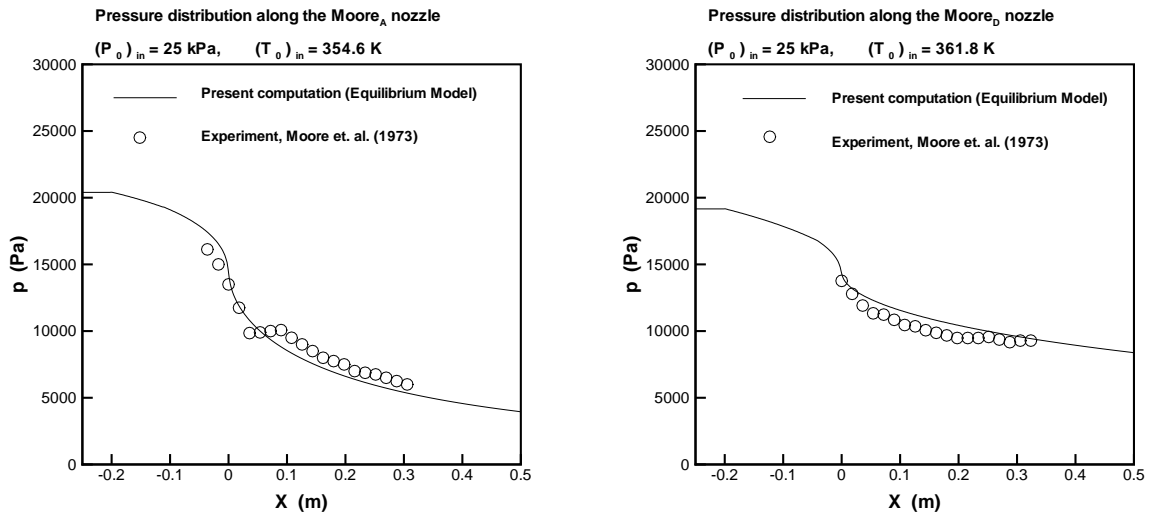 Pressure distribution along the Moore_A nozzle
(P_0)_in = 25 kPa, (T_0)_in = 354.6 K
30000
25000
20000
15000
10000
5000
0
p (Pa)
Present computation (Equilibrium Model)
Experiment, Moore et. al. (1973)
-0.2 -0.1 0 0.1 0.2 0.3 0.4 0.5
X (m)
Pressure distribution along the Moore_D nozzle
(P_0)_in = 25 kPa, (T_0)_in = 361.8 K
30000
25000
20000
15000
10000
5000
0
p (Pa)
Present computation (Equilibrium Model)
Experiment, Moore et. al. (1973)
-0.2 -0.1 0 0.1 0.2 0.3 0.4 0.5
X (m)